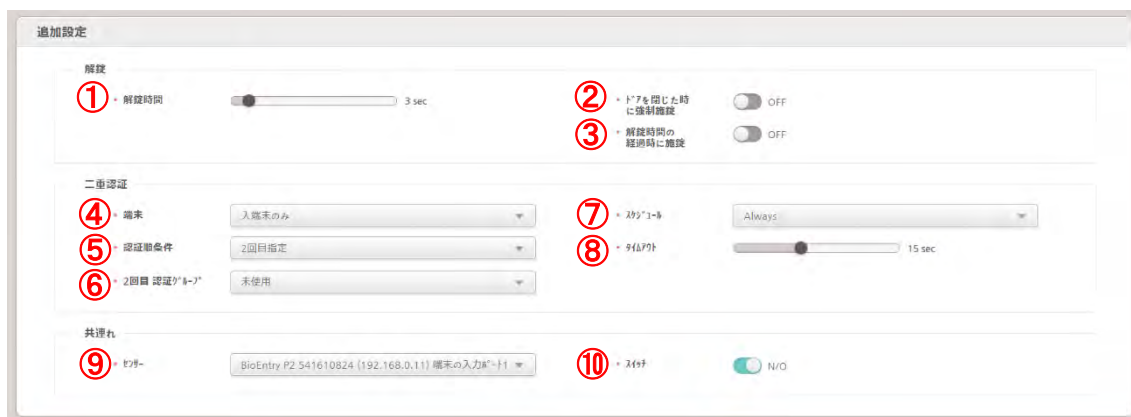 追加設定
解錠
① • 解錠時間 3 sec
② • ﾄﾞｱを閉じた時
に強制施錠 OFF
③ • 解錠時間の
経過時に施錠 OFF
二重認証
④ • 端末 入端末のみ
⑤ • 認証順条件 2回目指定
⑥ • 2回目 認証ｸﾞﾙｰﾌﾟ 未使用
⑦ • ｽｹｼﾞｭｰﾙ Always
⑧ • ﾀｲﾑｱｳﾄ 15 sec
共連れ
⑨ • ｾﾝｻｰ BioEntry P2 541610824 (192.168.0.11) 端末の入力ﾎﾟｰﾄ1
⑩ • ｽｲｯﾁ N/O